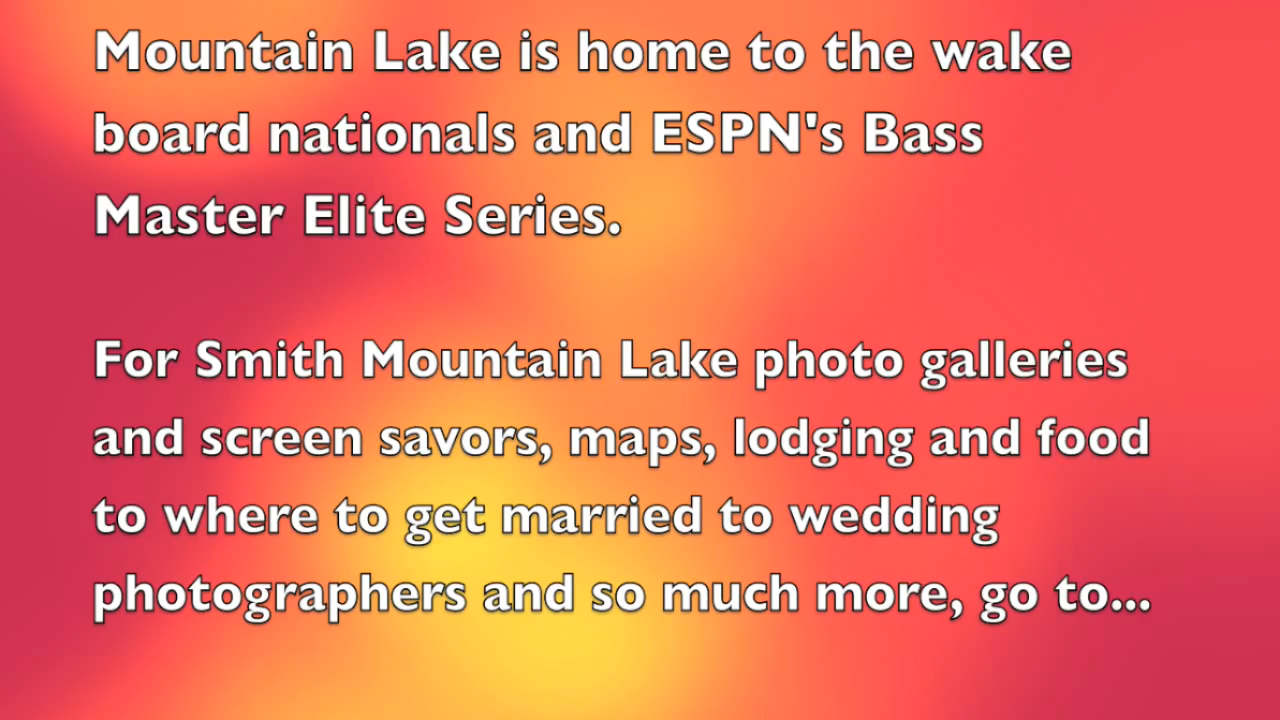 Mountain Lake is home to the wake
board nationals and ESPN's Bass
Master Elite Series.
For Smith Mountain Lake photo galleries
and screen savors, maps, lodging and food
to where to get married to wedding
photographers and so much more, go to...